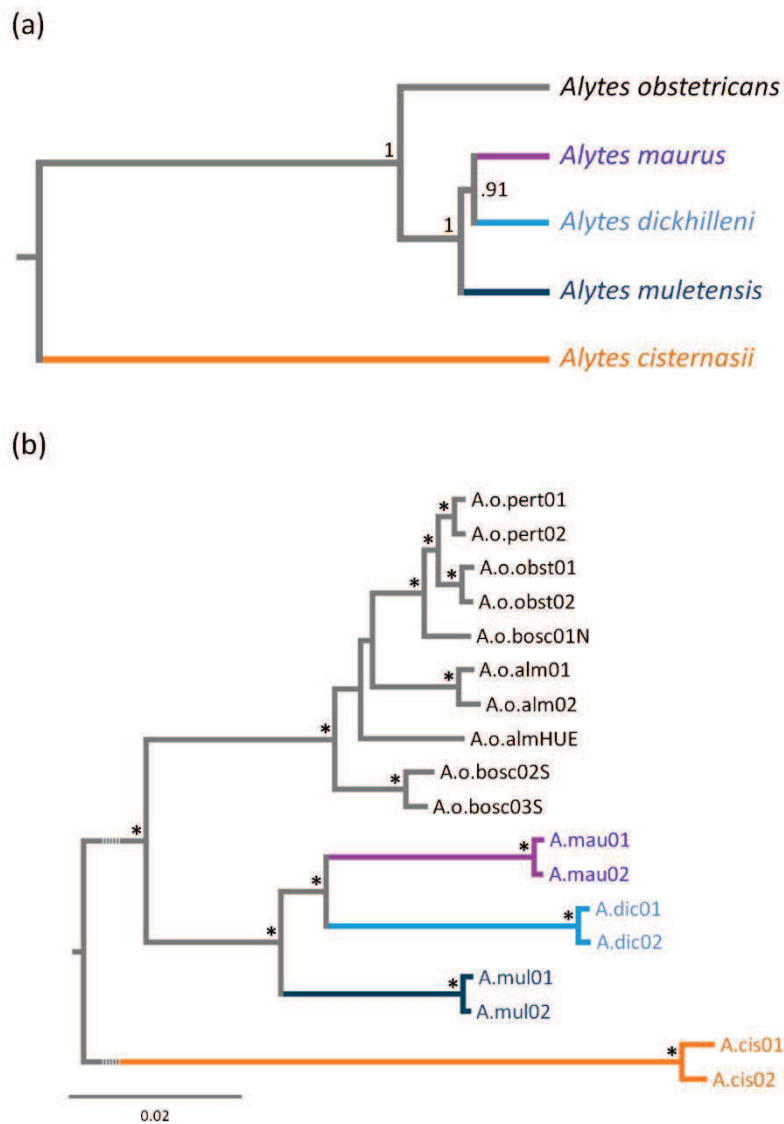 (a)
Alytes obstetricans
1
Alytes maurus
.91
Alytes dickhilleni
1
Alytes muletensis
Alytes cisternasii
(b)
A.o.pert01
*
A.o.pert02
*
A.o.obst01
* *
A.o.obst02
A.o.bosc01N
A.o.alm01
*
A.o.alm02
*
A.o.almHUE
A.o.bosc02S
*
A.o.bosc03S
*
A.mau01
*
A.mau02
*
A.dic01
*
A.dic02
*
A.mul01
*
A.mul02
A.cis01
*
A.cis02
0.02